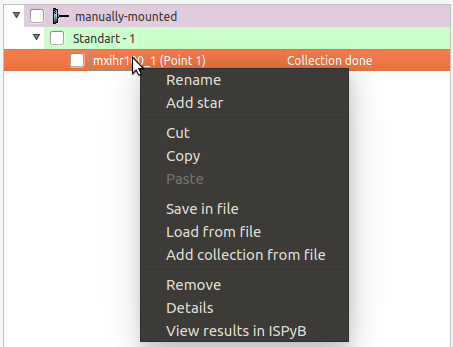 manually-mounted
Standart - 1
(Point 1) Collection done
Rename
Add star
Cut
Copy
Paste
Save in file
Load from file
Add collection from file
Remove
Details
View results in ISPyB